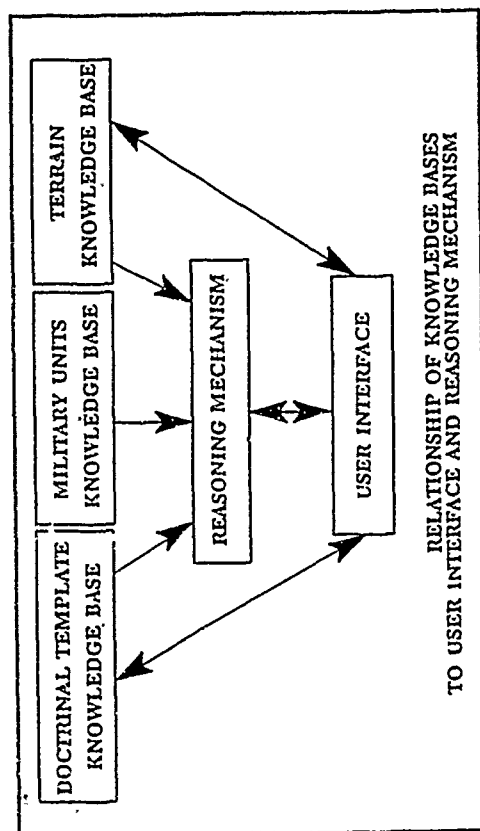 DOCTRINAL TEMPLATE
KNOWLEDGE BASE
MILITARY UNITS
KNOWLEDGE BASE
TERRAIN
KNOWLEDGE BASE
REASONING MECHANISM
USER INTERFACE
RELATIONSHIP OF KNOWLEDGE BASES
TO USER INTERFACE AND REASONING MECHANISM